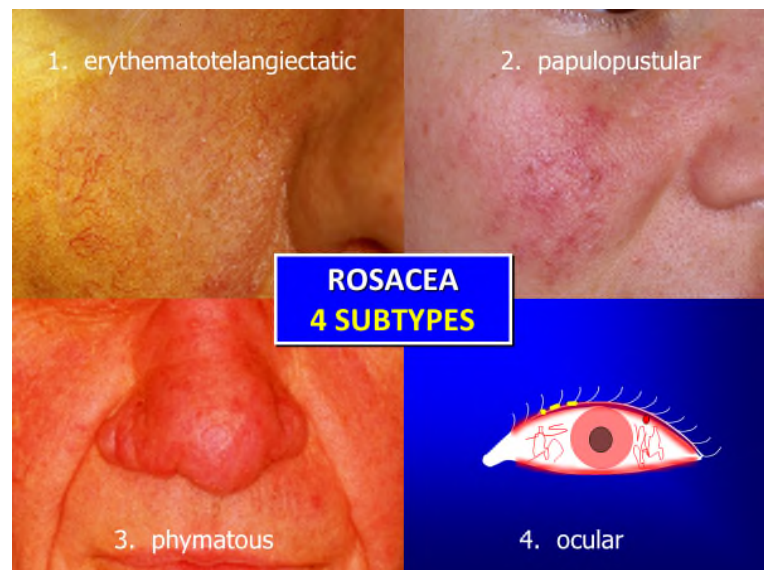 1. erythematotelangiectatic
2. papulopustular
ROSACEA
4 SUBTYPES
3. phymatous
4. ocular